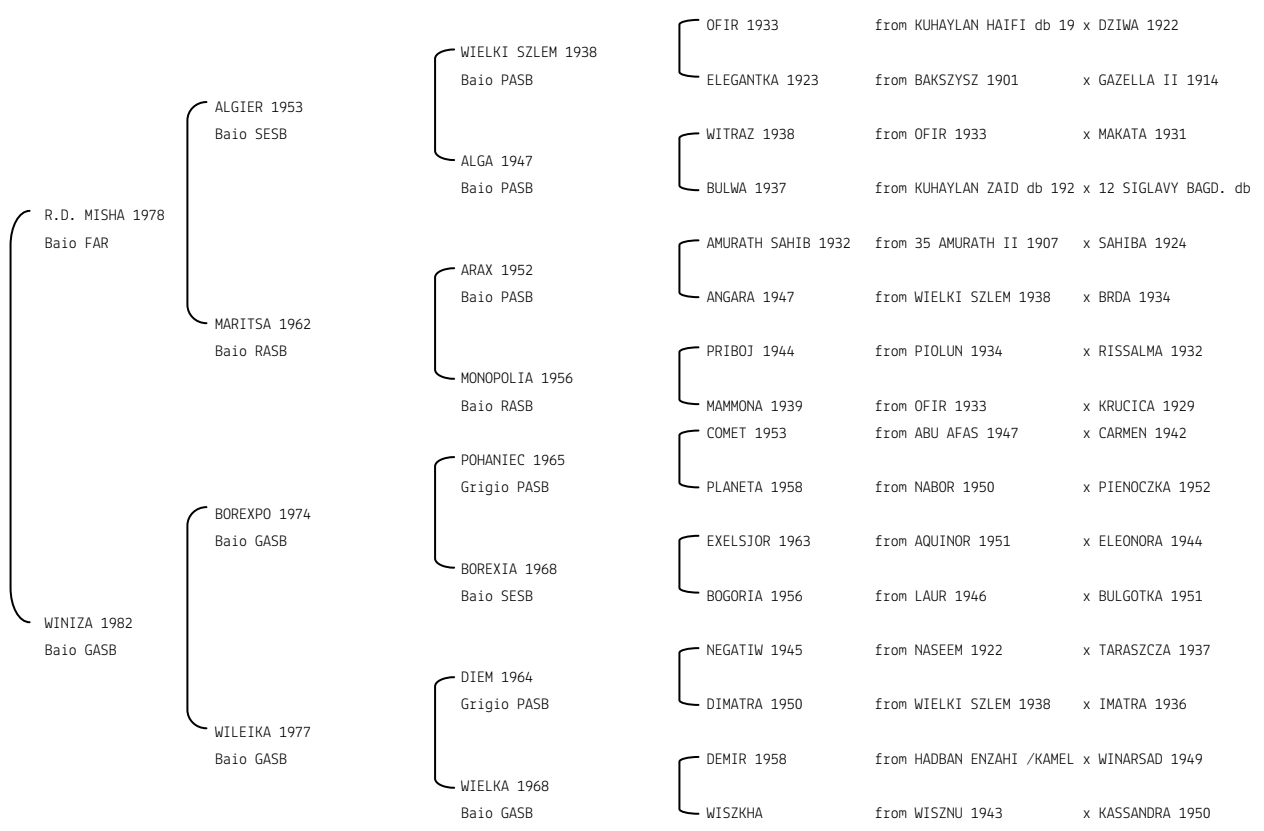 OFIR 1933 from KUHAYLAN HAIFI db 19 x DZIWA 1922
WIELKI SZLEM 1938
Baio PASB ELEGANTKA 1923 from BAKSZYSZ 1901 x GAZELLA II 1914
ALGIER 1953
Baio SESB WITRAZ 1938 from OFIR 1933 x MAKATA 1931
ALGA 1947
Baio PASB BULWA 1937 from KUHAYLAN ZAID db 192 x 12 SIGLAVY BAGD. db
R.D. MISHA 1978
Baio FAR AMURATH SAHIB 1932 from 35 AMURATH II 1907 x SAHIBA 1924
ARAX 1952
Baio PASB ANGARA 1947 from WIELKI SZLEM 1938 x BRDA 1934
MARITSA 1962
Baio RASB PRIBOJ 1944 from PIOLUN 1934 x RISSALMA 1932
MONOPOLIA 1956
Baio RASB MAMMONA 1939 from OFIR 1933 x KRUCICA 1929
COMET 1953 from ABU AFAS 1947 x CARMEN 1942
POHANIEC 1965
Grigio PASB PLANETA 1958 from NABOR 1950 x PIENOCZKA 1952
BOREXPO 1974
Baio GASB EXELSJOR 1963 from AQUINOR 1951 x ELEONORA 1944
BOREXIA 1968
Baio SESB BOGORIA 1956 from LAUR 1946 x BULGOTKA 1951
WINIZA 1982
Baio GASB NEGATIW 1945 from NASEEM 1922 x TARASZCZA 1937
DIEM 1964
Grigio PASB DIMATRA 1950 from WIELKI SZLEM 1938 x IMATRA 1936
WILEIKA 1977
Baio GASB DEMIR 1958 from HADBAN ENZAHI /KAMEL x WINARSAD 1949
WIELKA 1968
Baio GASB WISZKHA from WISZNU 1943 x KASSANDRA 1950